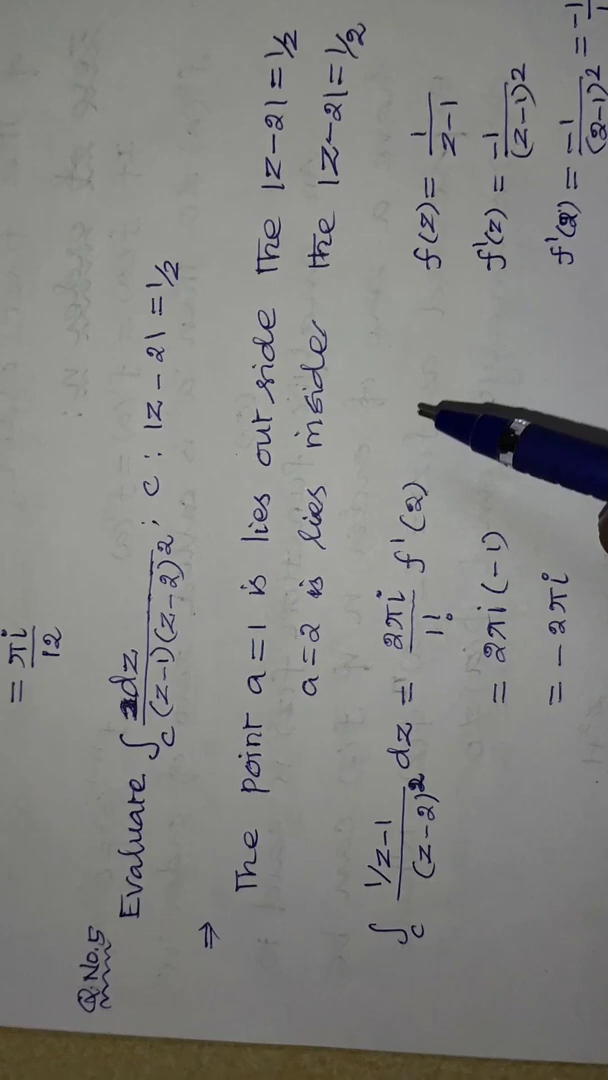 = πi/12
Q.No.5
Evaluate ∫c dz/(z-1)(z-2)² ; c : |z-2| = 1/2
⇒ The point a=1 is lies out side the |z-2| = 1/2
a=2 is lies inside the |z-2| = 1/2
∫c 1/z-1/(z-2)² dz = 2πi/1! f'(2)
f(z) = 1/z-1
= 2πi(-1)
f'(z) = -1/(z-1)²
= -2πi
f'(2) = -1/(2-1)² = -1